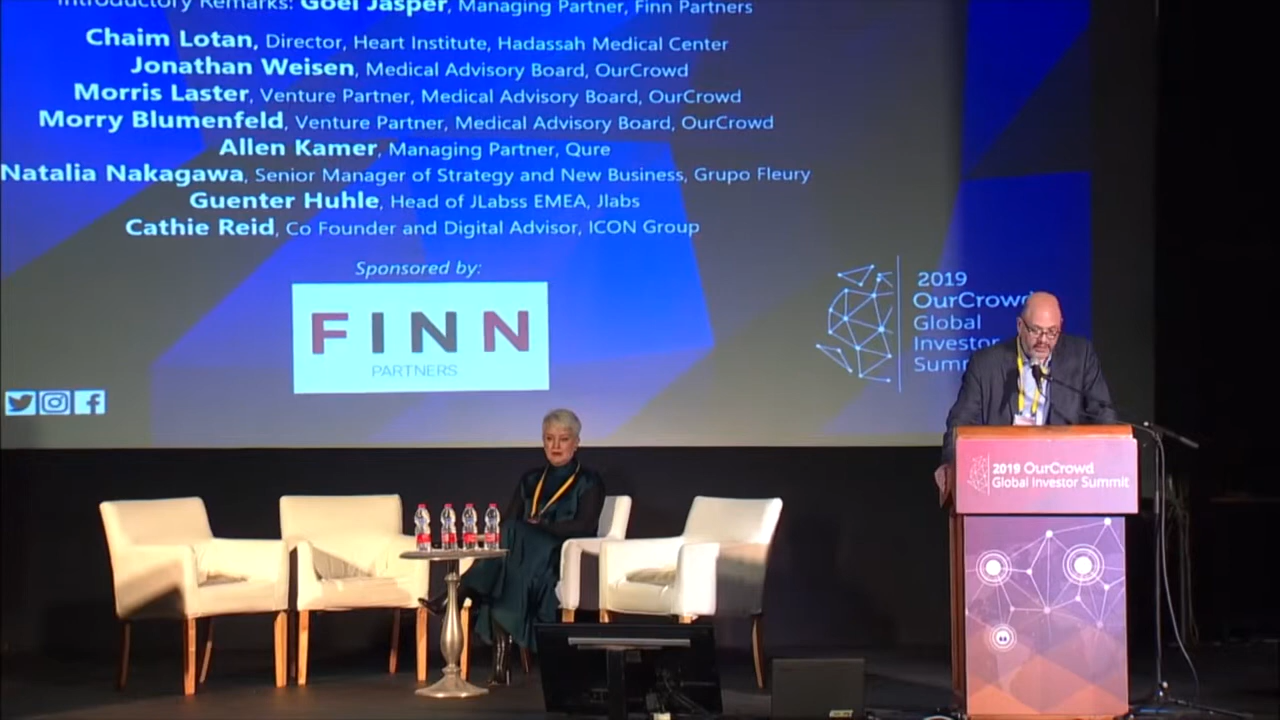 Introductory Remarks: Goel Jasper, Managing Partner, Finn Partners
Chaim Lotan, Director, Heart Institute, Hadassah Medical Center
Jonathan Weisen, Medical Advisory Board, OurCrowd
Morris Laster, Venture Partner, Medical Advisory Board, OurCrowd
Morry Blumenfeld, Venture Partner, Medical Advisory Board, OurCrowd
Allen Kamer, Managing Partner, Qure
Natalia Nakagawa, Senior Manager of Strategy and New Business, Grupo Fleury
Guenter Huhle, Head of JLabss EMEA, Jlabs
Cathie Reid, Co Founder and Digital Advisor, ICON Group
Sponsored by:
FINN
PARTNERS
2019
OurCrowd
Global
Investor
Summ
2019 OurCrowd
Global Investor Summit